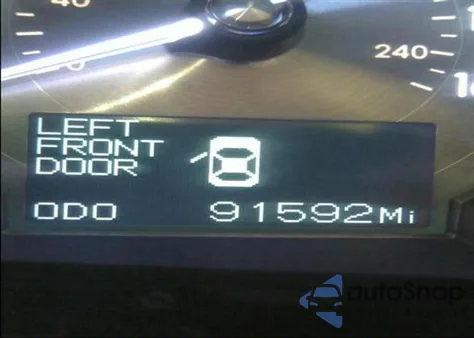 40
240
LEFT
FRONT
DOOR
ODO 91592Mi
autoSnap